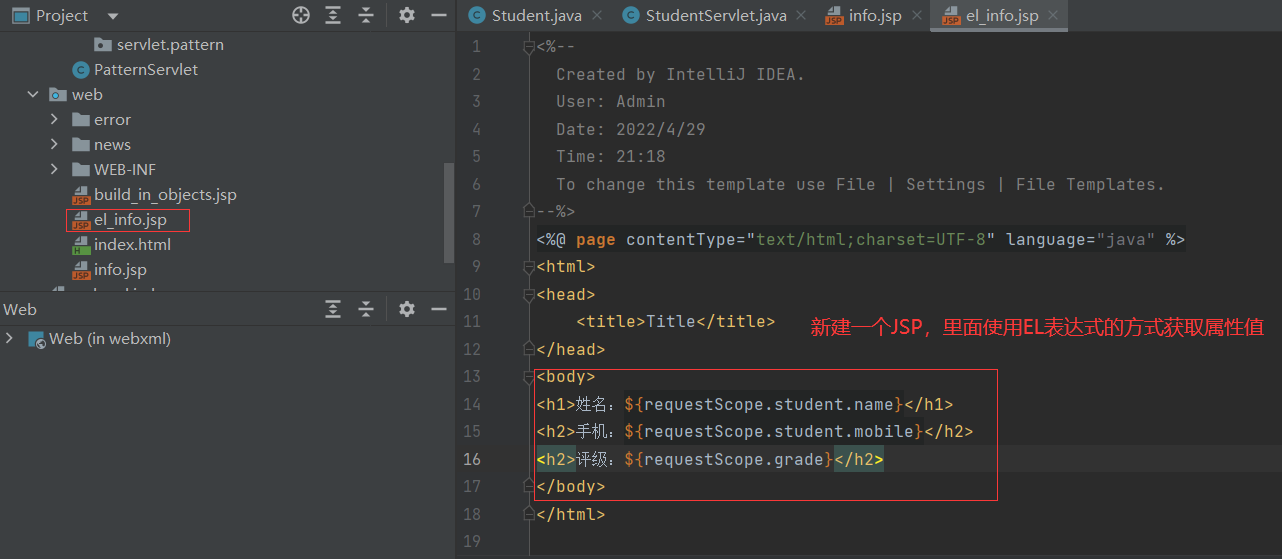 Project
servlet.pattern
PatternServlet
web
error
news
WEB-INF
build_in_objects.jsp
el_info.jsp
index.html
info.jsp
Web
Web (in webxml)
Student.java
StudentServlet.java
info.jsp
el_info.jsp
1 <%--
2 Created by IntelliJ IDEA.
3 User: Admin
4 Date: 2022/4/29
5 Time: 21:18
6 To change this template use File | Settings | File Templates.
7 --%>
8 <%@ page contentType="text/html;charset=UTF-8" language="java" %>
9 <html>
10 <head>
11 <title>Title</title>
新建一个JSP，里面使用EL表达式的方式获取属性值
12 </head>
13 <body>
14 <h1>姓名：${requestScope.student.name}</h1>
15 <h2>手机：${requestScope.student.mobile}</h2>
16 <h2>评级：${requestScope.grade}</h2>
17 </body>
18 </html>
19